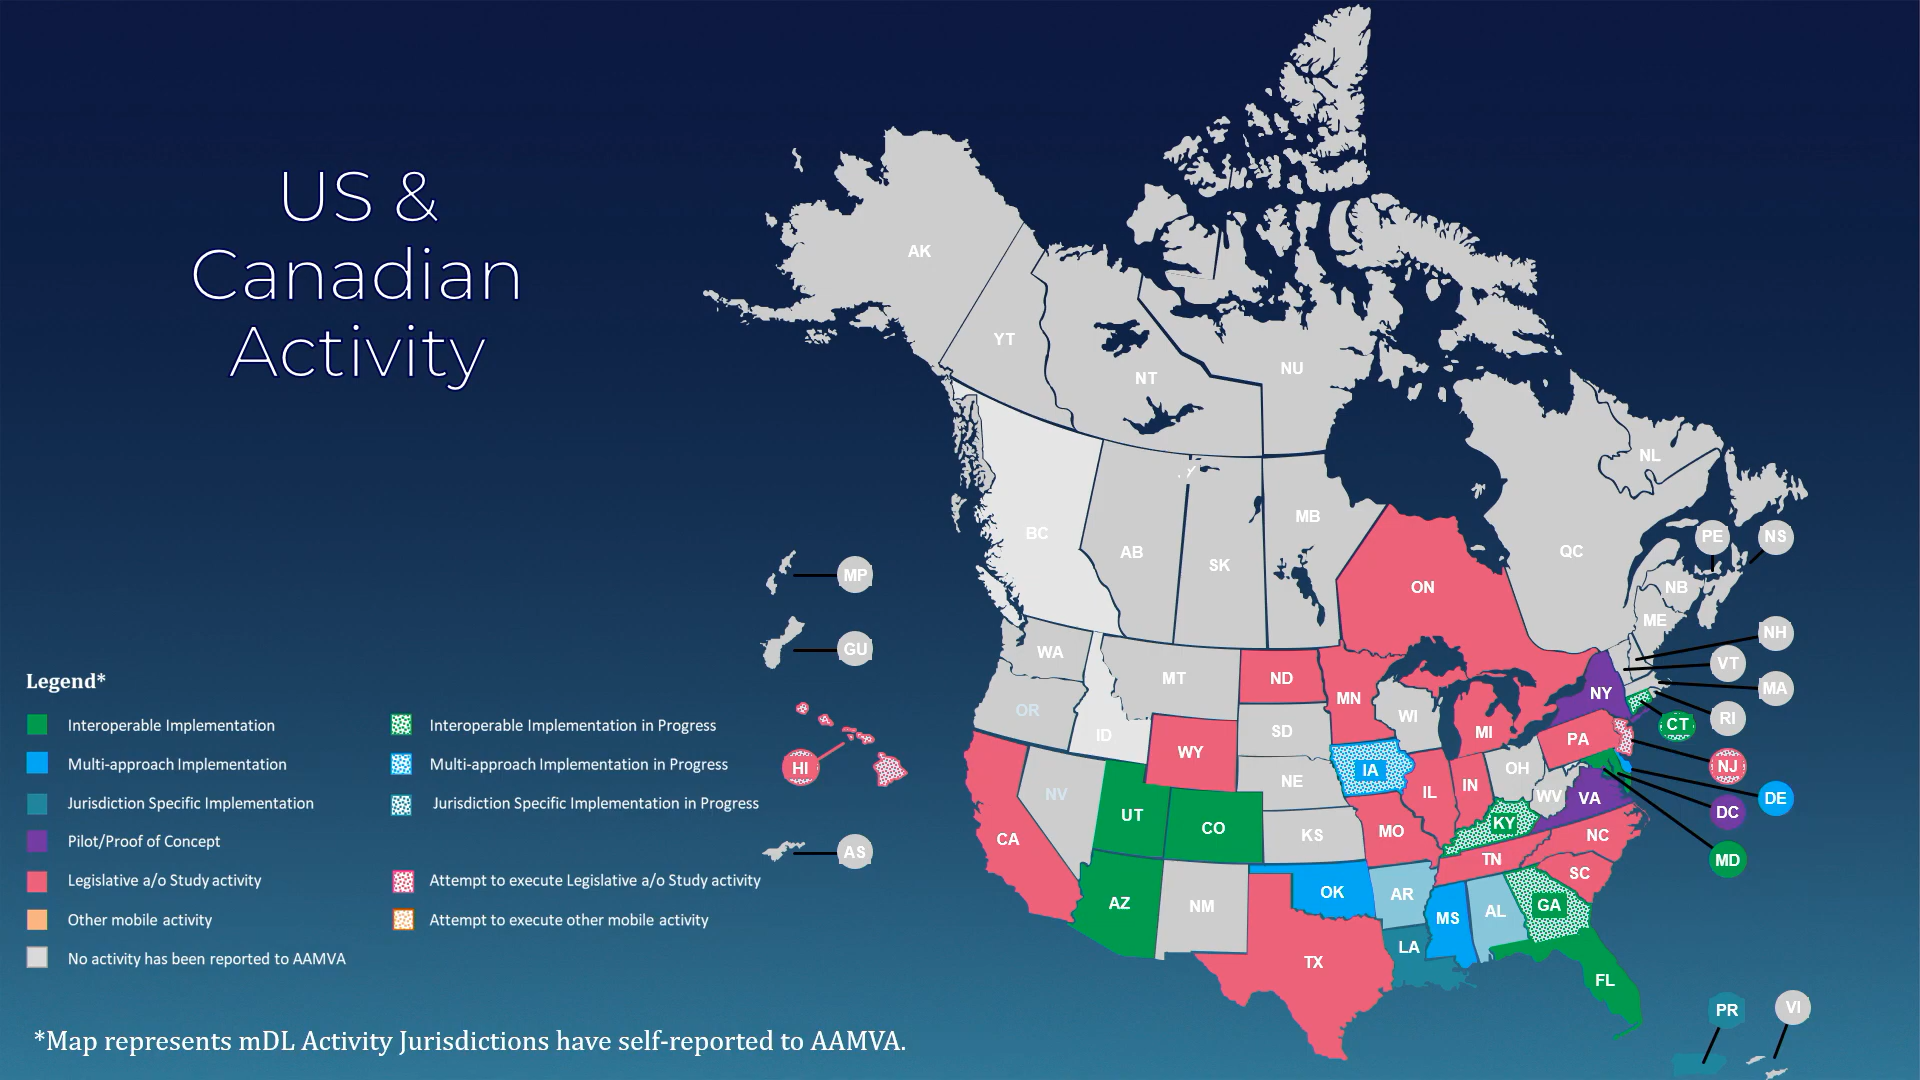 US &
Canadian
Activity
AK
YT
NT
NU
NL
BC
AB
SK
MB
ON
QC
PE
NS
NB
ME
MP
GU
HI
AS
WA
OR
ID
MT
ND
MN
WI
MI
NY
NH
VT
MA
RI
CT
NJ
PA
SD
WY
IA
NE
NV
UT
CO
KS
CA
IL
IN
OH
WV
VA
DC
DE
MD
KY
MO
NC
TN
SC
AZ
NM
OK
AR
MS
AL
GA
LA
TX
FL
PR
VI
Legend*
Interoperable Implementation
Interoperable Implementation in Progress
Multi-approach Implementation
Multi-approach Implementation in Progress
Jurisdiction Specific Implementation
Jurisdiction Specific Implementation in Progress
Pilot/Proof of Concept
Legislative a/o Study activity
Attempt to execute Legislative a/o Study activity
Other mobile activity
Attempt to execute other mobile activity
No activity has been reported to AAMVA
*Map represents mDL Activity Jurisdictions have self-reported to AAMVA.